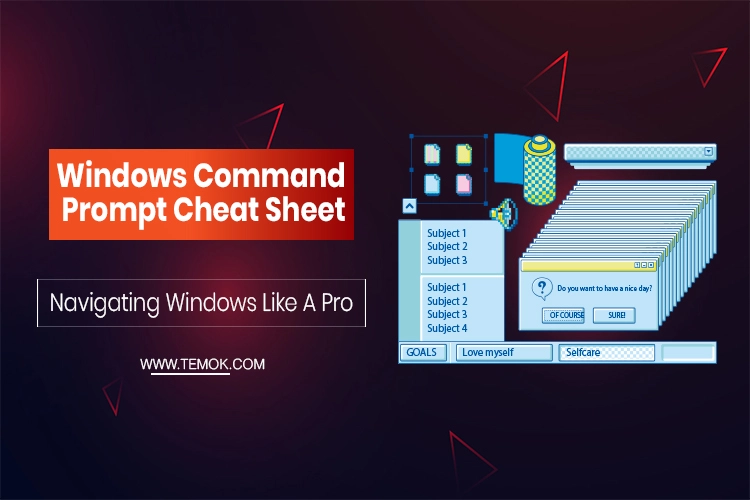 Windows Command
Prompt Cheat Sheet
Navigating Windows Like A Pro
WWW.TEMOK.COM
Subject 1
Subject 2
Subject 3
Subject 1
Subject 2
Subject 3
Subject 4
?
Do you want to have a nice day?
OF COURSE
SURE!
GOALS
Love myself
Selfcare